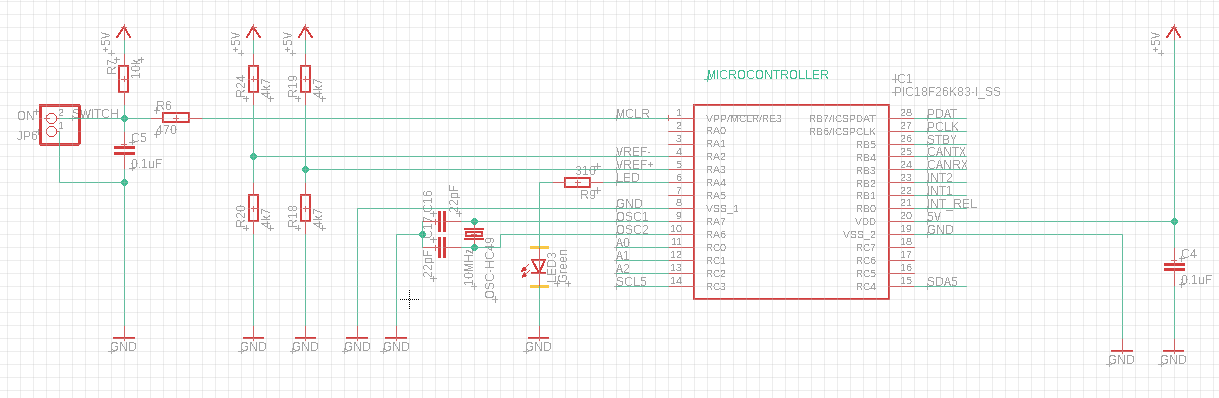 +5V
+5V
+5V
+5V
R7
10k
R24
4k7
R19
4k7
MICROCONTROLLER
IC1
PIC18F26K83-I_SS
ON
JP6
2
1
SWITCH
R6
470
C5
0.1uF
R20
4k7
R18
4k7
MCLR 1 VPP/MCLR/RE3 RB7/ICSPDAT 28 PDAT
2 RA0 RB6/ICSPCLK 27 PCLK
3 RA1 RB5 26 STBY
VREF- 4 RA2 RB4 25 CANTX
VREF+ 5 RA3 RB3 24 CANRX
LED 6 RA4 RB2 23 INT2
7 RA5 RB1 22 INT1
GND 8 VSS_1 RB0 21 INT_REL
OSC1 9 RA7 VDD 20 5V
OSC2 10 RA6 VSS_2 19 GND
A0 11 RC0 RC7 18
A1 12 RC1 RC6 17
A2 13 RC2 RC5 16
SCL5 14 RC3 RC4 15 SDA5
310
R9
C16
22pF
C17
22pF
10MHz
OSC-HC49
LED3
Green
C4
0.1uF
GND
GND
GND
GND
GND
GND
GND
GND